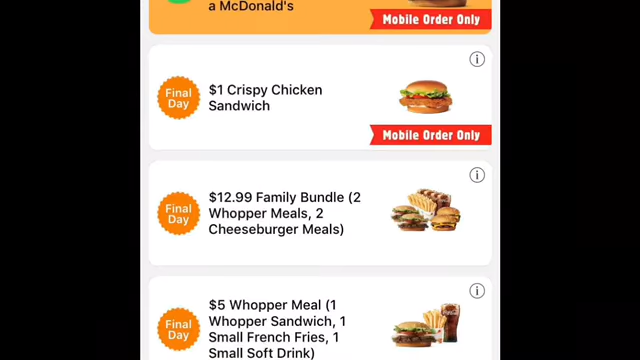 a McDonald's
Mobile Order Only
Final
Day
$1 Crispy Chicken
Sandwich
Mobile Order Only
Final
Day
$12.99 Family Bundle (2
Whopper Meals, 2
Cheeseburger Meals)
Final
Day
$5 Whopper Meal (1
Whopper Sandwich, 1
Small French Fries, 1
Small Soft Drink)